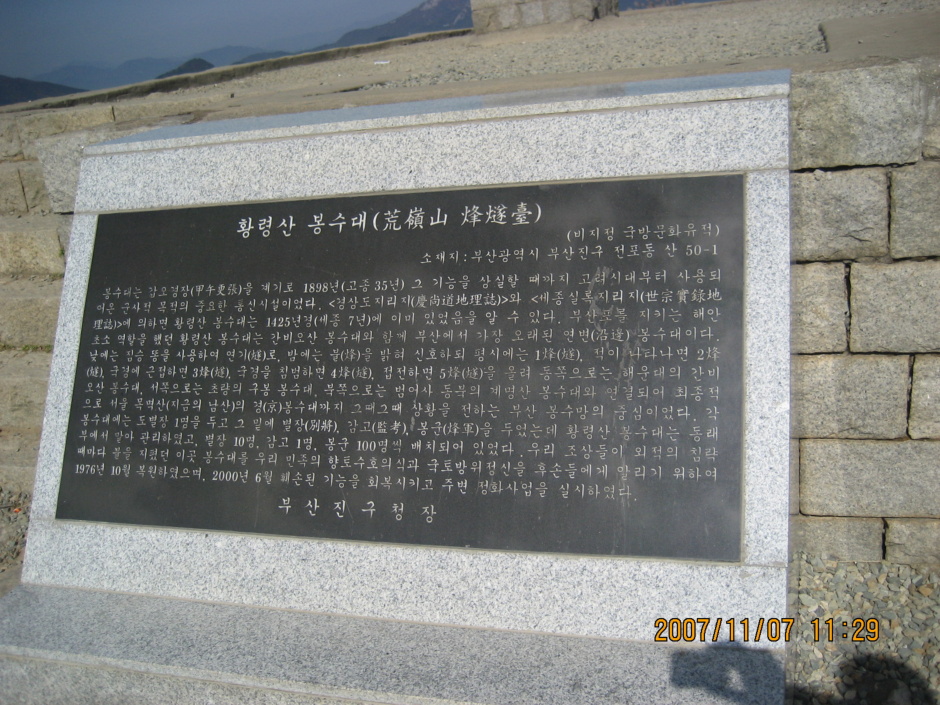 황령산 봉수대(荒嶺山 烽燧臺)
(비지정 국방문화유적)
소재지: 부산광역시 부산진구 전포동 산 50-1
봉수대는 갑오경장(甲午更張)을 계기로 1898년(고종 35년) 그 기능을 상실할 때까지 고려시대부터 사용되
어온 군사적 목적의 중요한 통신시설이었다. <경상도지리지(慶尙道地理誌)>와 <세종실록지리지(世宗實錄地
理誌)>에 의하면 황령산 봉수대는 1425년경(세종 7년)에 이미 있었음을 알 수 있다. 부산포를 지키는 해안
초소 역할을 했던 황령산 봉수대는 간비오산 봉수대와 함께 부산에서 가장 오래된 연변(沿邊) 봉수대이다.
낮에는 짐승 똥을 사용하여 연기(燧)로, 밤에는 불(烽)을 밝혀 신호하되 평시에는 1烽(燧), 적이 나타나면 2烽
(燧), 국경에 근접하면 3烽(燧), 국경을 침범하면 4烽(燧), 접전하면 5烽(燧)을 올려 동쪽으로는 해운대의 간비
오산 봉수대, 서쪽으로는 초량의 구봉 봉수대, 북쪽으로는 범어사 동북의 계명산 봉수대와 연결되어 최종적
으로 서울 목멱산(지금의 남산)의 경(京)봉수대까지 그때그때 상황을 전하는 부산 봉수망의 중심이었다. 각
봉수대에는 도별장 1명을 두고 그 밑에 별장(別將), 감고(監考), 봉군(烽軍)을 두었는데 황령산 봉수대는 동래
부에서 맡아 관리하였고, 별장 10명, 감고 1명, 봉군 100명씩 배치되어 있었다. 우리 조상들이 외적의 침략
때마다 불을 지폈던 이곳 봉수대를 우리 민족의 향토수호의식과 국토방위정신을 후손들에게 알리기 위하여
1976년 10월 복원하였으며, 2000년 6월 훼손된 기능을 회복시키고 주변 정화사업을 실시하였다.
부산진구청장
2007/11/07 11:29